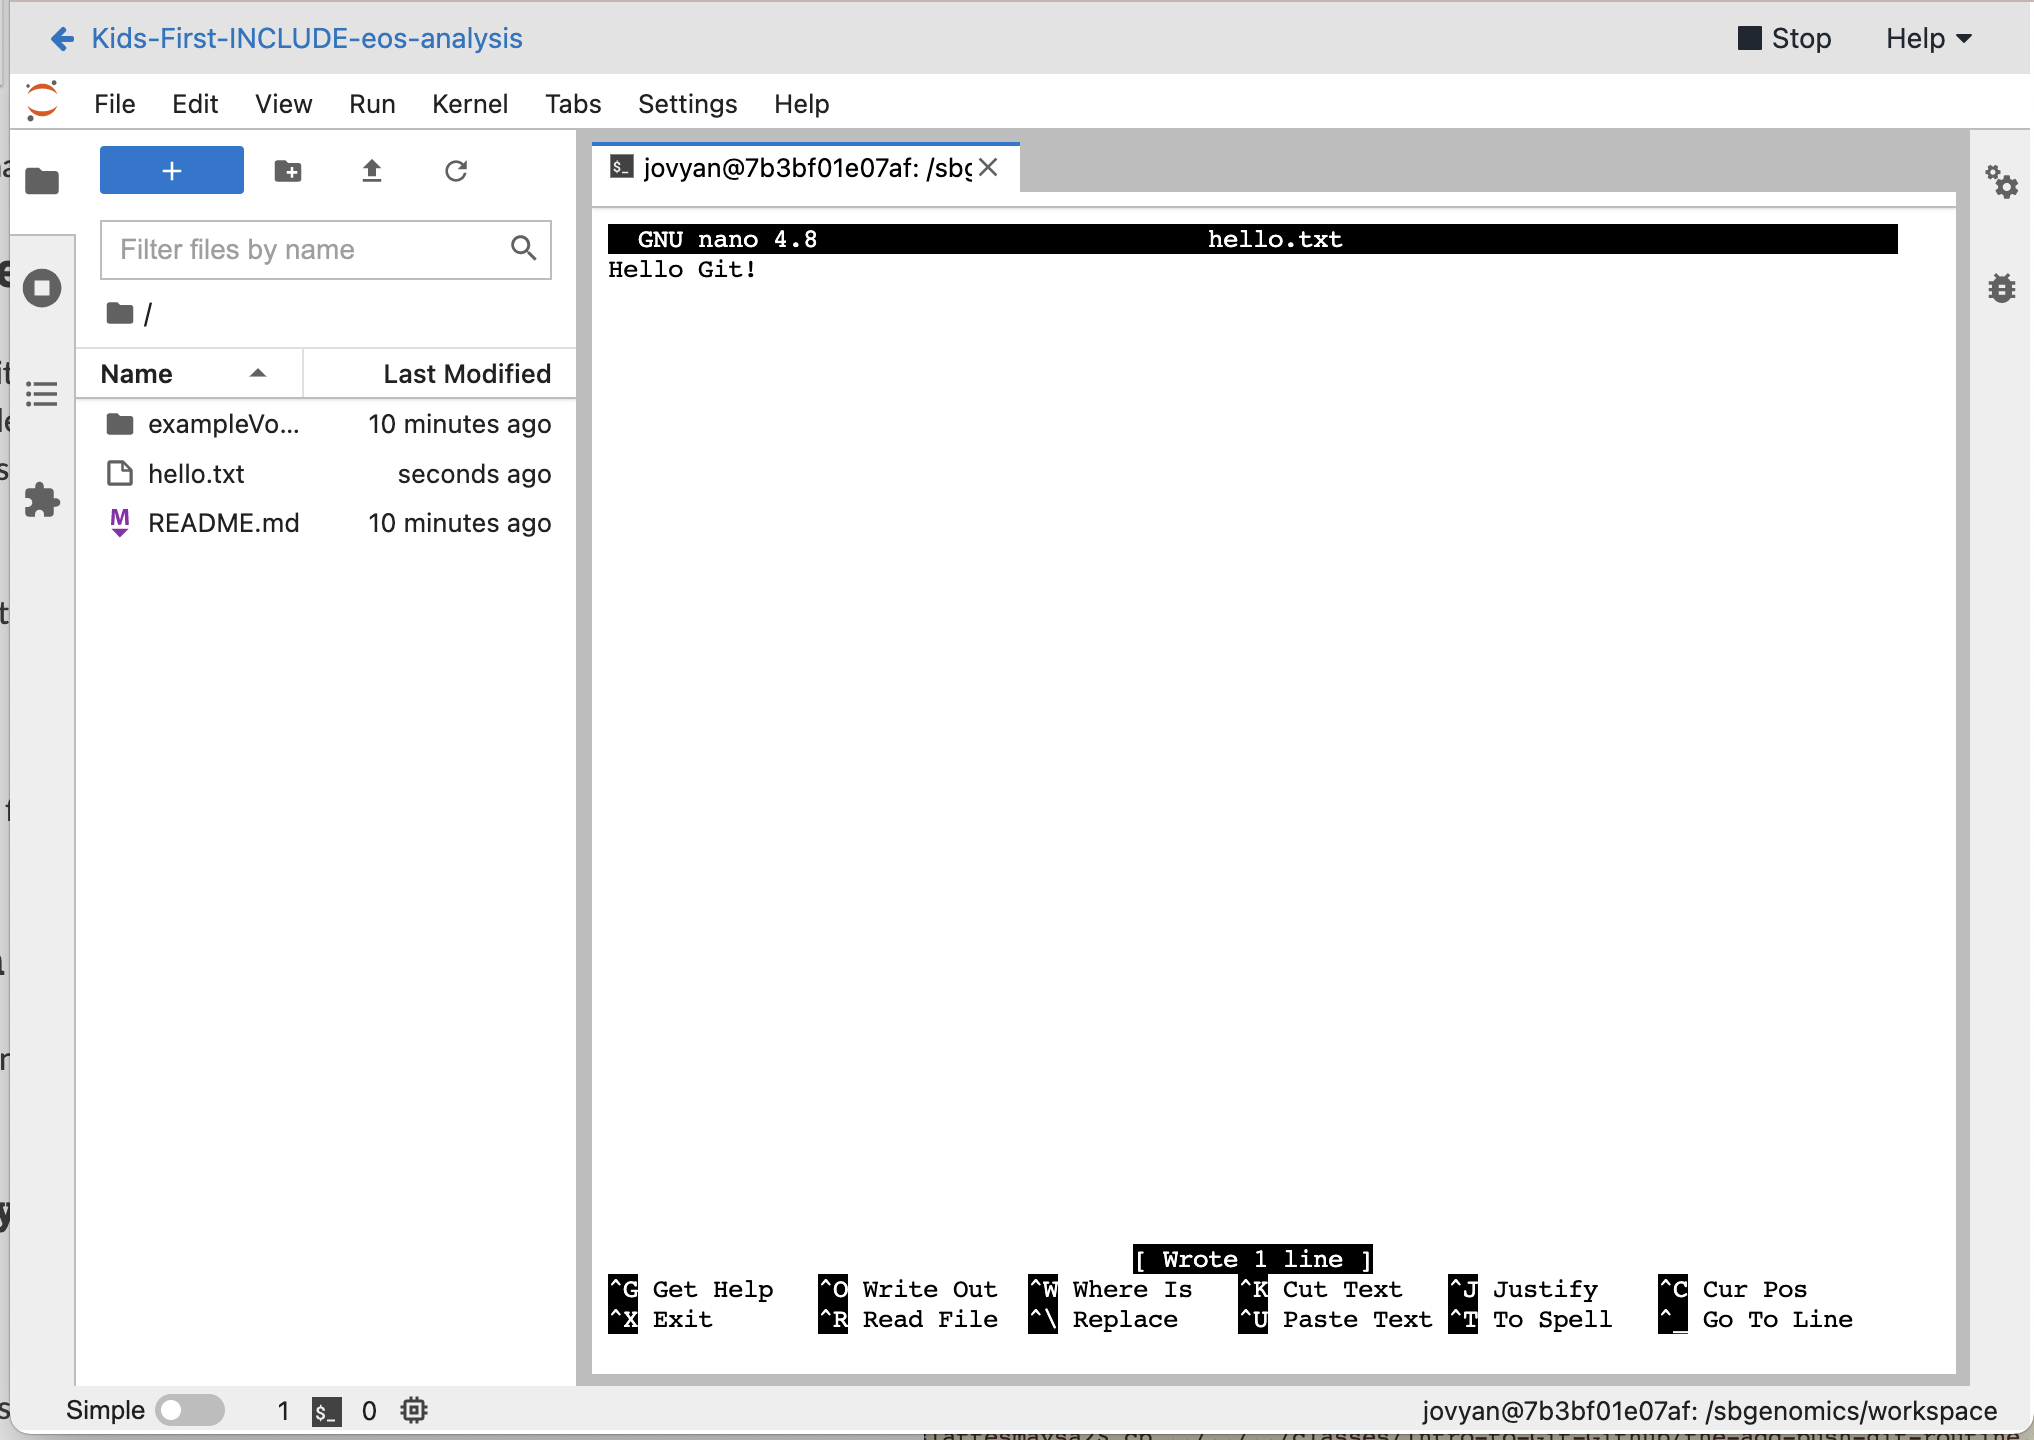 Kids-First-INCLUDE-eos-analysis
Stop
Help
File Edit View Run Kernel Tabs Settings Help
+
$_ jovyan@7b3bf01e07af: /sbg
Filter files by name
/
Name Last Modified
exampleVo... 10 minutes ago
hello.txt seconds ago
M README.md 10 minutes ago
GNU nano 4.8 hello.txt
Hello Git!
[ Wrote 1 line ]
^G Get Help ^O Write Out ^W Where Is ^K Cut Text ^J Justify ^C Cur Pos
^X Exit ^R Read File ^\ Replace ^U Paste Text ^T To Spell ^_ Go To Line
Simple 1 $_ 0
jovyan@7b3bf01e07af: /sbgenomics/workspace